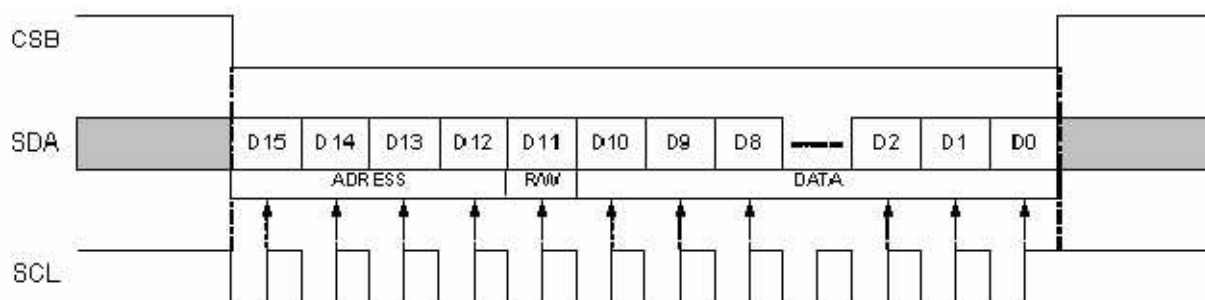 CSB
SDA D15 D14 D13 D12 D11 D10 D9 D8 D2 D1 D0
ADRESS R/W DATA
SCL